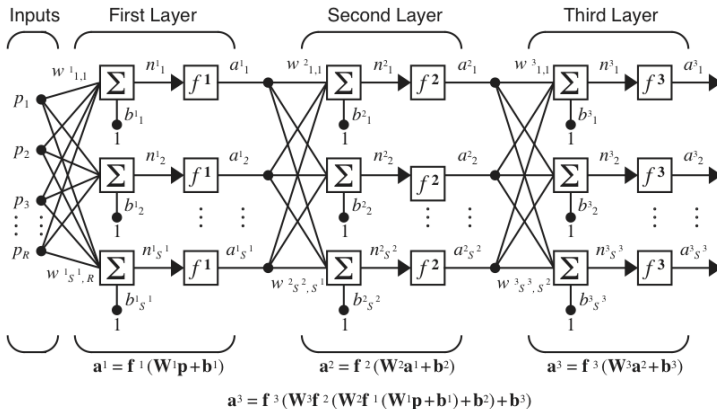 Inputs First Layer Second Layer Third Layer
w¹₁,₁ n¹₁ a¹₁ w²₁,₁ n²₁ a²₁ w³₁,₁ n³₁ a³₁
p₁ Σ f¹ Σ f² Σ f³
b¹₁ b²₁ b³₁
1 1 1
p₂ n¹₂ a¹₂ n²₂ a²₂ n³₂ a³₂
Σ f¹ Σ f² Σ f³
p₃ b¹₂ b²₂ b³₂
⋮ ⋮ 1 ⋮ ⋮ 1 ⋮ ⋮ 1 ⋮ ⋮
p_R n¹_S¹ a¹_S¹ n²_S² a²_S² n³_S³ a³_S³
w¹_S¹,R Σ f¹ w²_S²,S¹ Σ f² w³_S³,S² Σ f³
b¹_S¹ b²_S² b³_S³
1 1 1
a¹ = f¹(W¹p+b¹) a² = f²(W²a¹+b²) a³ = f³(W³a²+b³)
a³ = f³(W³f²(W²f¹(W¹p+b¹)+b²)+b³)